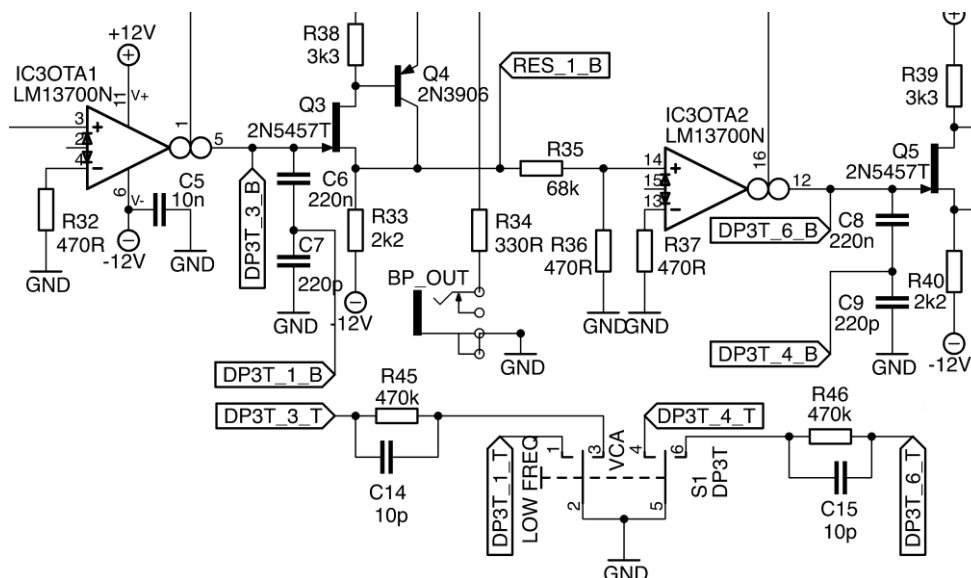 +12V
IC3OTA1
LM13700N
11
V+
3
2
4
1
5
6
V-
C5
10n
R32
470R
GND
-12V
GND
DP3T_3_B
R38
3k3
Q3
2N5457T
Q4
2N3906
C6
220n
C7
220p
GND
R33
2k2
-12V
DP3T_1_B
RES_1_B
R34
330R
BP_OUT
GND
R35
68k
R36
470R
GND
R37
470R
GND
IC3OTA2
LM13700N
14
15
13
16
12
DP3T_6_B
DP3T_4_B
Q5
2N5457T
C8
220n
C9
220p
GND
R39
3k3
R40
2k2
-12V
DP3T_3_T
R45
470k
C14
10p
DP3T_1_T
LOW FREQ
1
3
VCA
2
4
6
5
S1
DP3T
GND
DP3T_4_T
R46
470k
C15
10p
DP3T_6_T